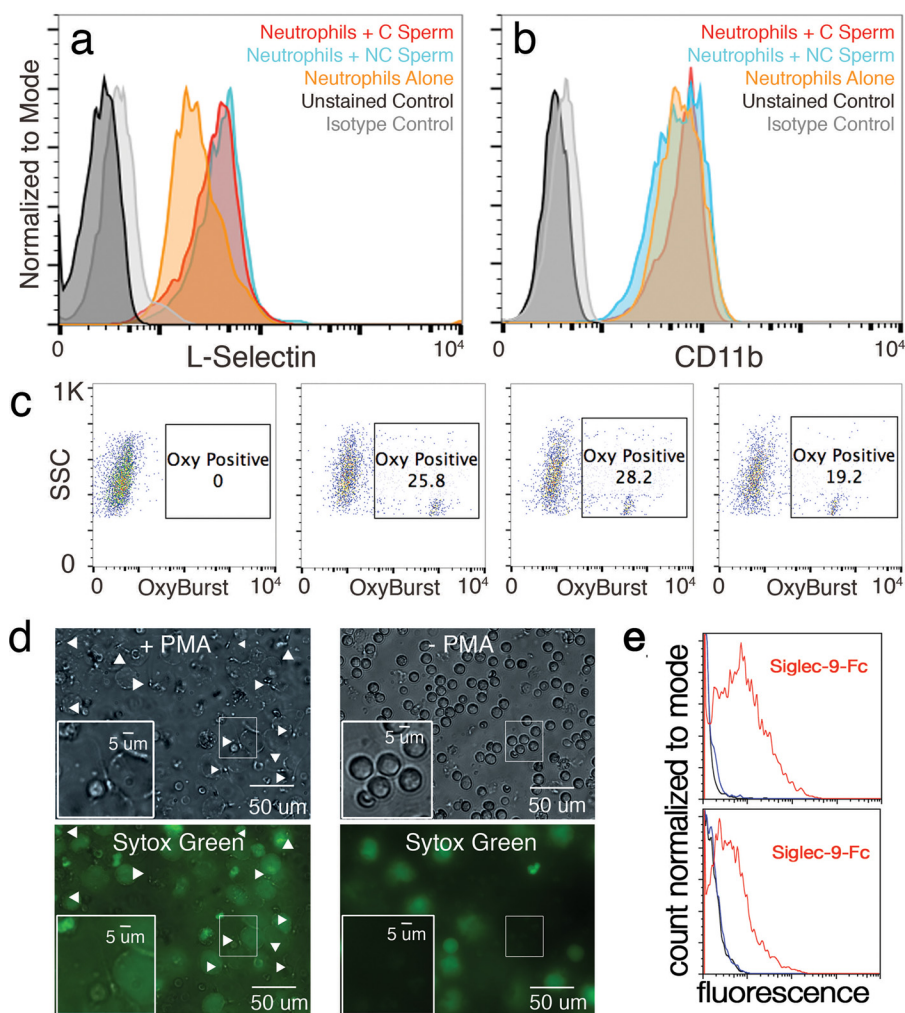 a
Neutrophils + C Sperm
Neutrophils + NC Sperm
Neutrophils Alone
Unstained Control
Isotype Control
Normalized to Mode
0
L-Selectin
10⁴
b
Neutrophils + C Sperm
Neutrophils + NC Sperm
Neutrophils Alone
Unstained Control
Isotype Control
0
CD11b
10⁴
c
1K
SSC
0
Oxy Positive
0
0
OxyBurst
10⁴
Oxy Positive
25.8
0
OxyBurst
10⁴
Oxy Positive
28.2
0
OxyBurst
10⁴
Oxy Positive
19.2
0
OxyBurst
10⁴
d
+ PMA
5 um
50 um
- PMA
5 um
50 um
Sytox Green
5 um
50 um
Sytox Green
5 um
50 um
e
Siglec-9-Fc
Siglec-9-Fc
count normalized to mode
fluorescence